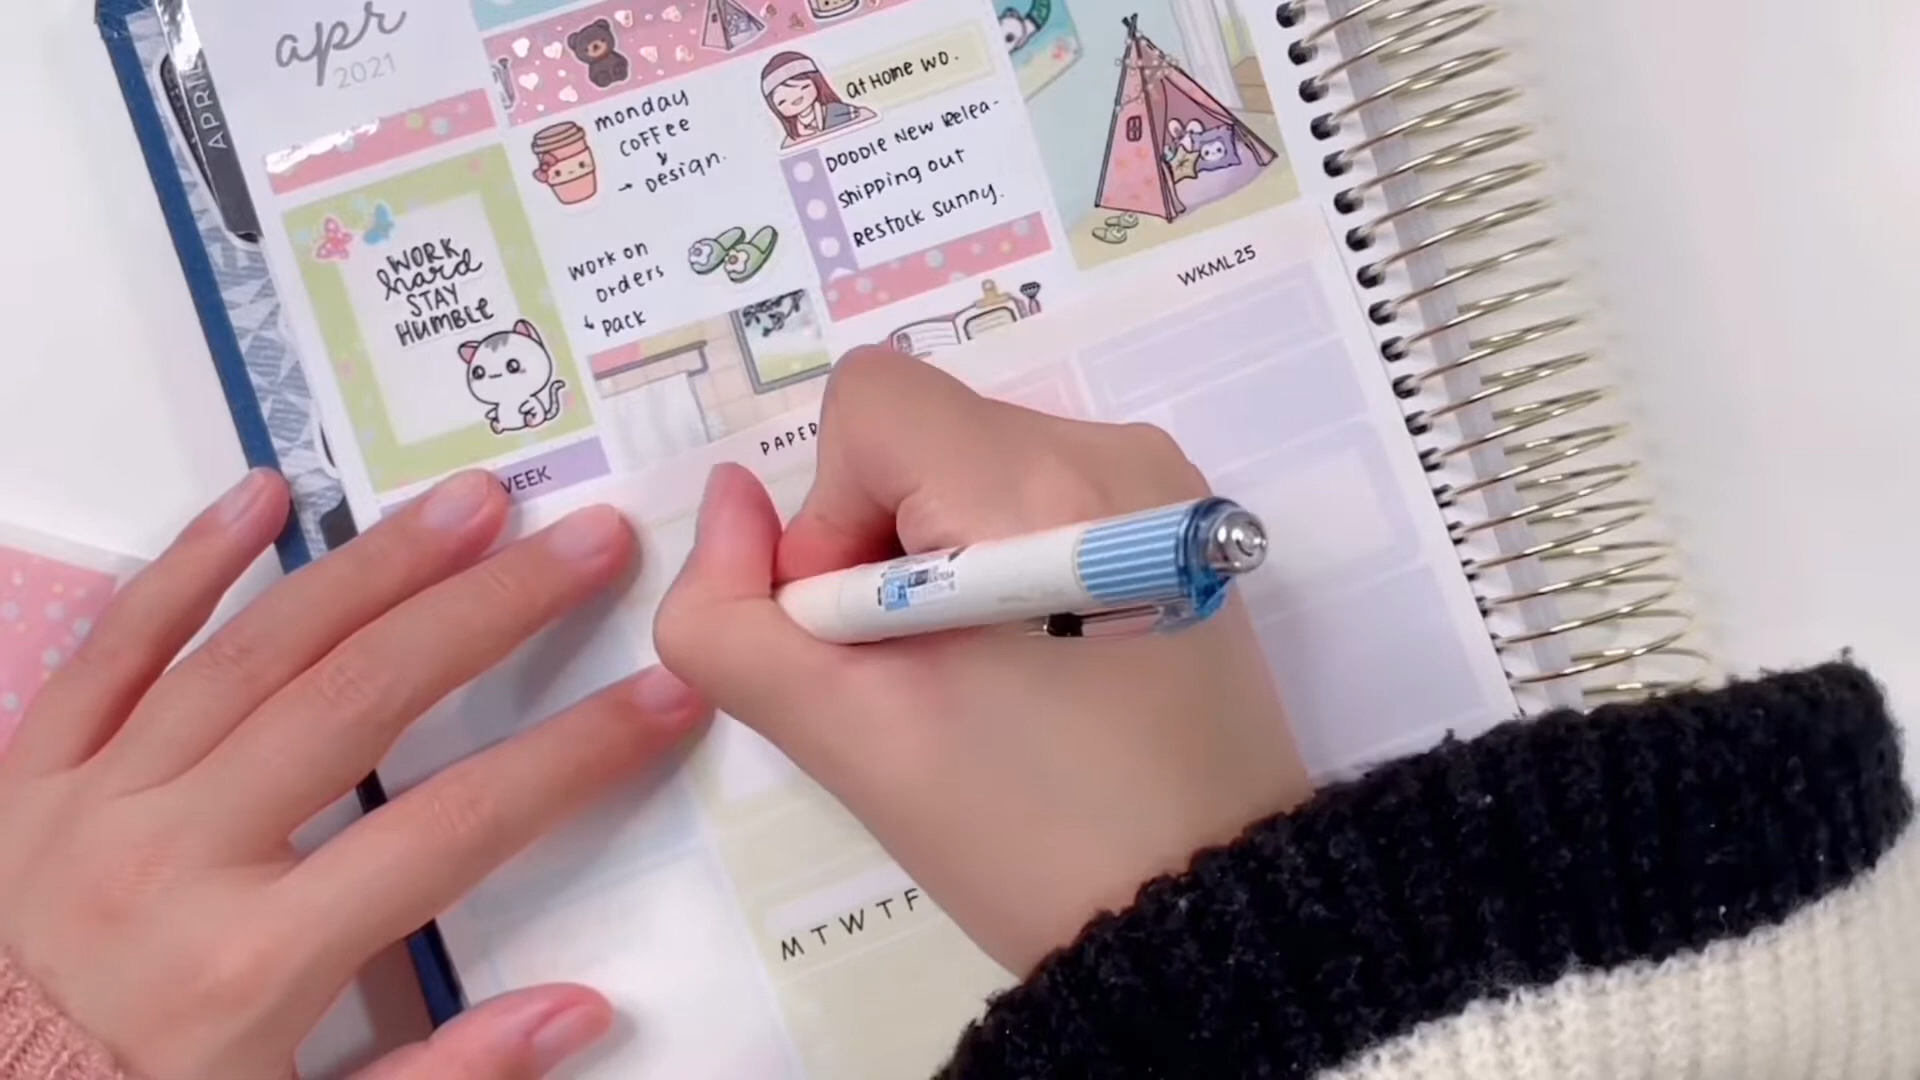 apr
2021
APRIL
monday
coffee
→ Design.
at Home wo.
DOODLE New Relea-
shipping out
Restock sunny.
WORK
hard
STAY
HUMBLE
work on
orders
↳ pack
WKML25
PAPER
WEEK
M T W T F